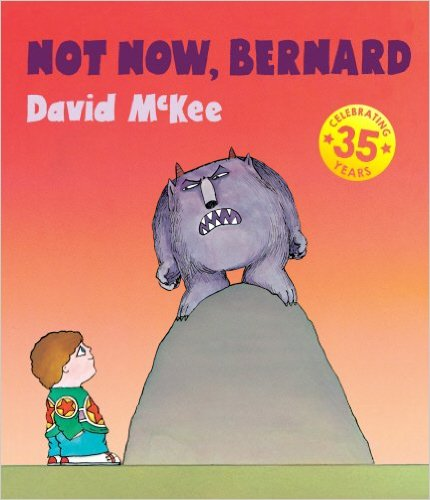 NOT NOW, BERNARD
David McKee
CELEBRATING
35
YEARS